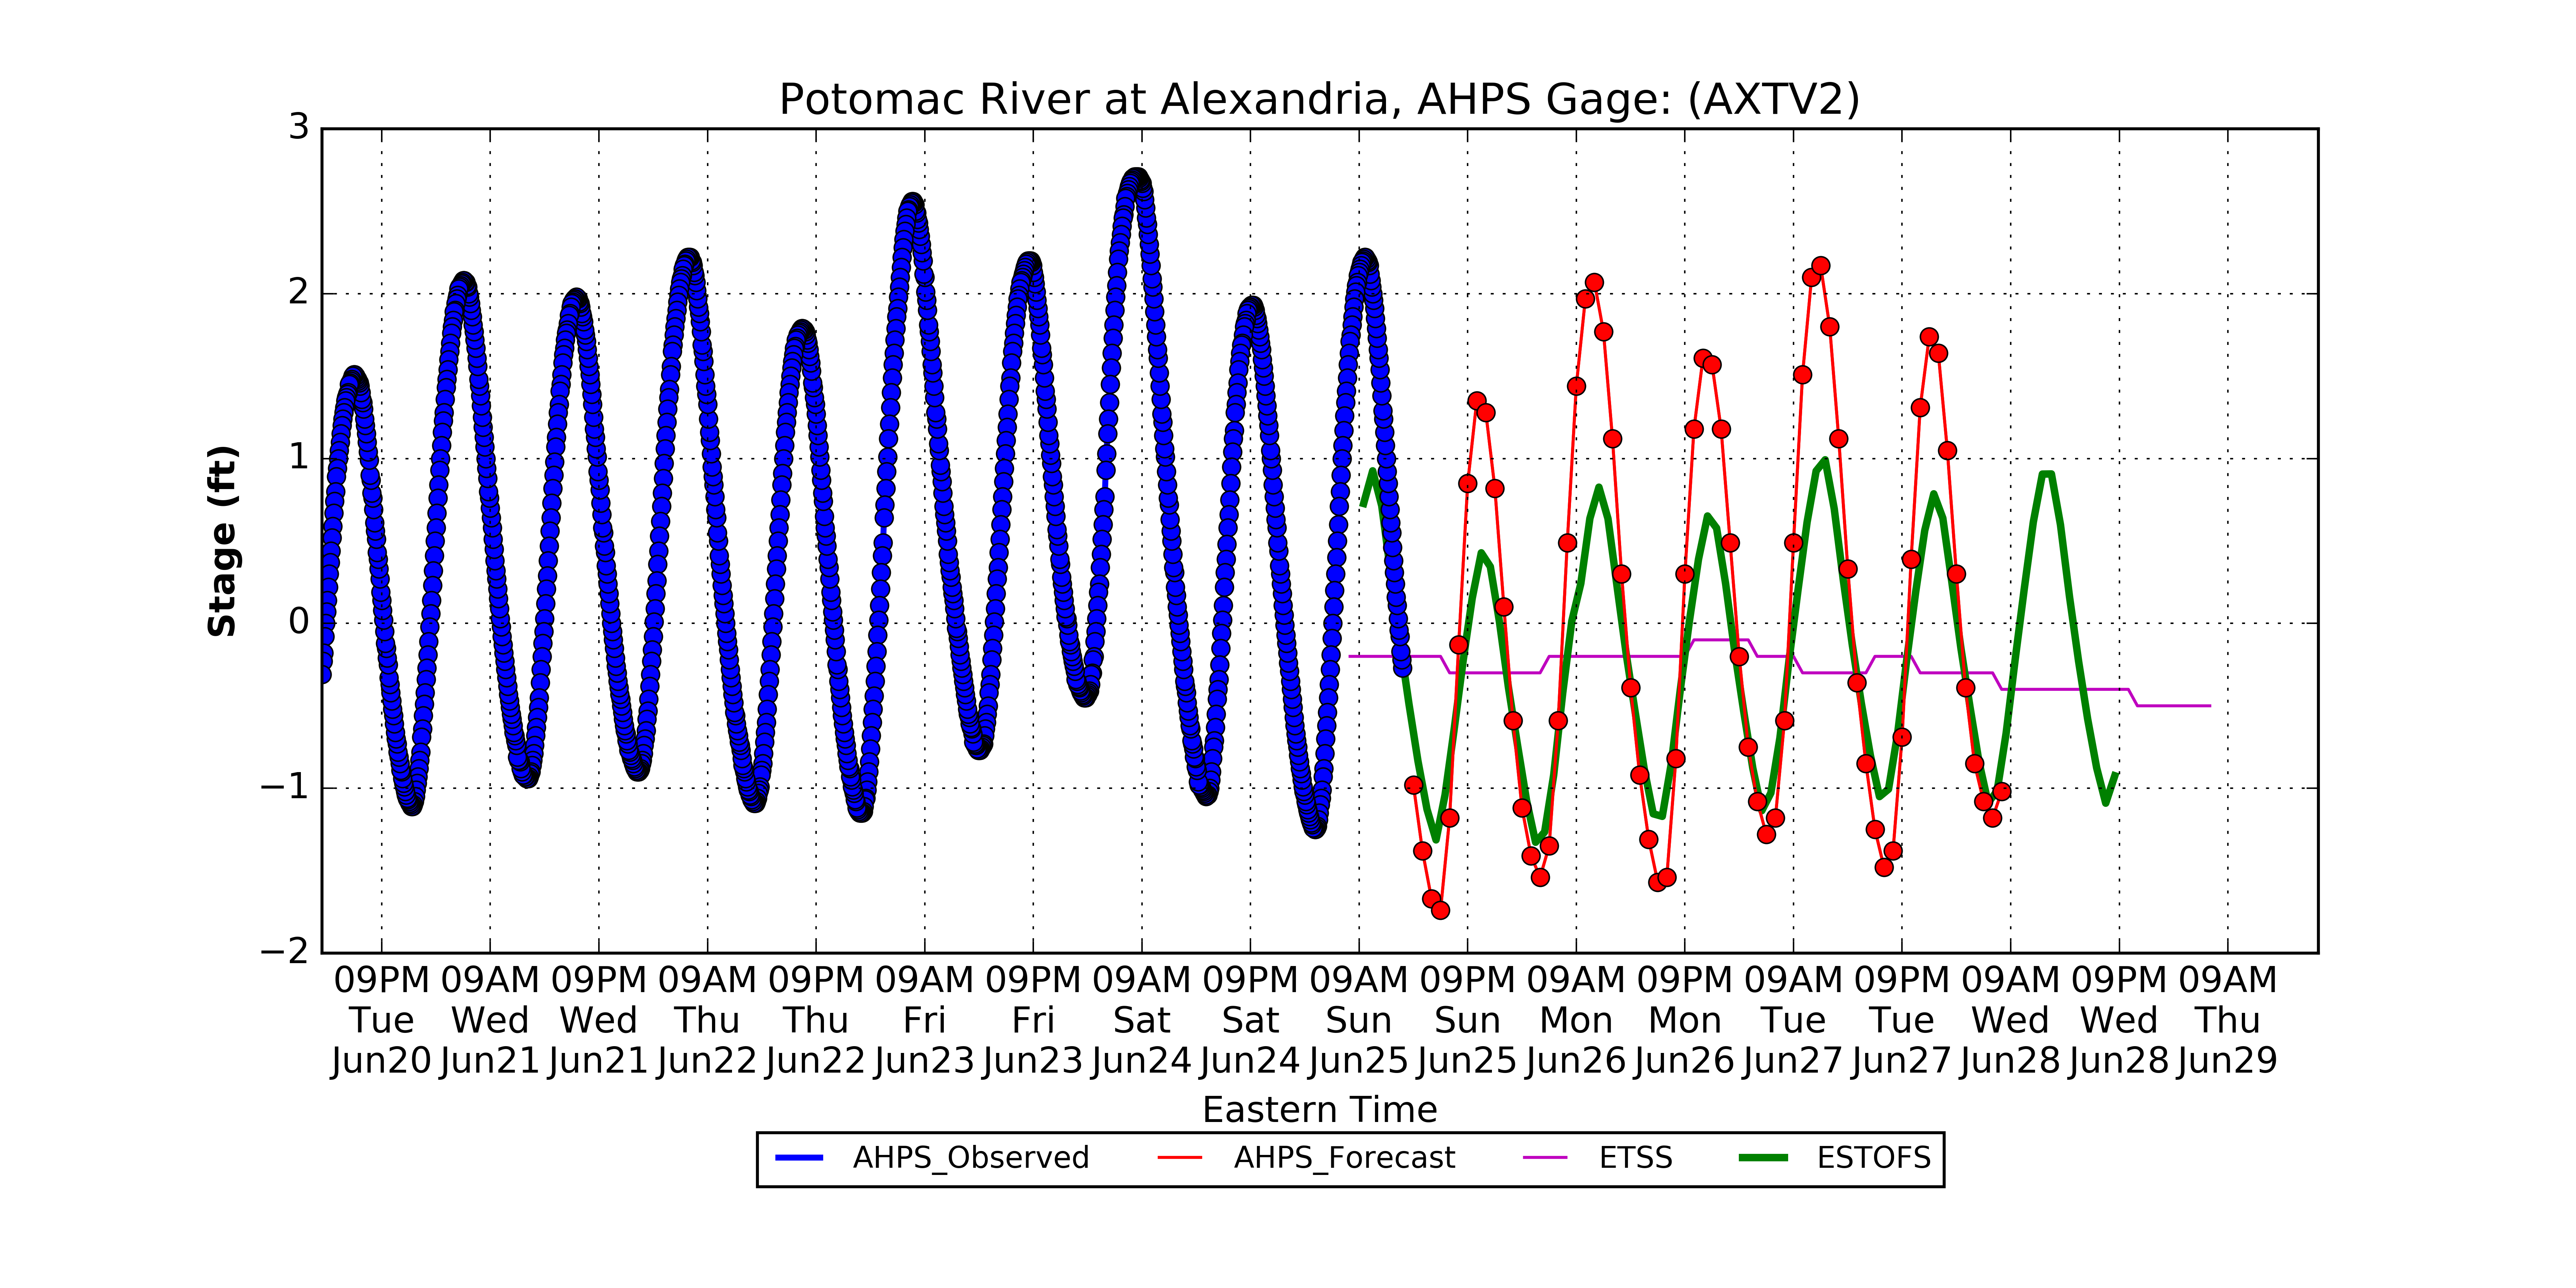 Potomac River at Alexandria, AHPS Gage: (AXTV2)
3
2
1
0
−1
−2
Stage (ft)
09PM 09AM 09PM 09AM 09PM 09AM 09PM 09AM 09PM 09AM 09PM 09AM 09PM 09AM 09PM 09AM 09PM 09AM
Tue Wed Wed Thu Thu Fri Fri Sat Sat Sun Sun Mon Mon Tue Tue Wed Wed Thu
Jun20 Jun21 Jun21 Jun22 Jun22 Jun23 Jun23 Jun24 Jun24 Jun25 Jun25 Jun26 Jun26 Jun27 Jun27 Jun28 Jun28 Jun29
Eastern Time
AHPS_Observed AHPS_Forecast ETSS ESTOFS